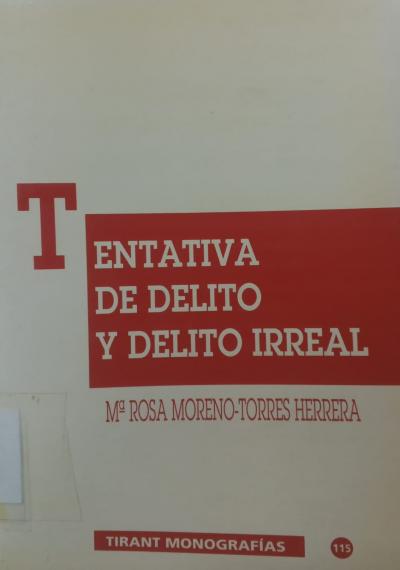 TENTATIVA
DE DELITO
Y DELITO IRREAL
Mª ROSA MORENO-TORRES HERRERA
TIRANT MONOGRAFÍAS 115